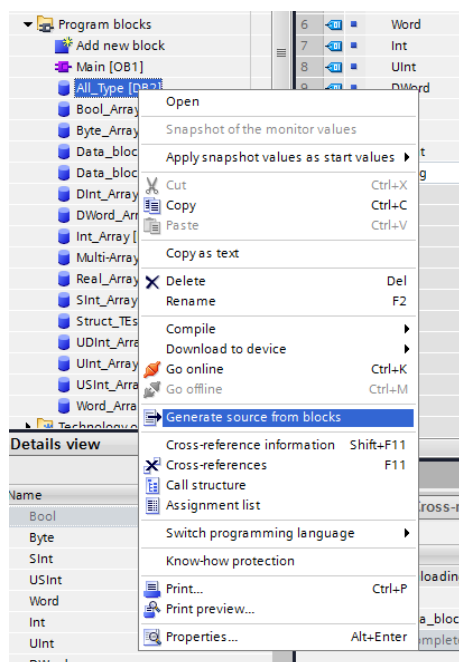 Program blocks
Add new block
Main [OB1]
All_Type [DB2]
Bool_Array
Byte_Array
Data_bloc
Data_bloc
DInt_Array
DWord_Arr
Int_Array [
Multi-Array
Real_Array
SInt_Array
Struct_TEs
UDInt_Arra
UInt_Array
USInt_Arra
Word_Arra
Technology o
6 Word
7 Int
8 UInt
9 DWord
Open
Snapshot of the monitor values
Apply snapshot values as start values
Cut Ctrl+X
Copy Ctrl+C
Paste Ctrl+V
Copy as text
Delete Del
Rename F2
Compile
Download to device
Go online Ctrl+K
Go offline Ctrl+M
Generate source from blocks
Cross-reference information Shift+F11
Cross-references F11
Call structure
Assignment list
Switch programming language
Know-how protection
Print... Ctrl+P
Print preview...
Properties... Alt+Enter
Details view
Name
Bool
Byte
SInt
USInt
Word
Int
UInt
DWord
t
g
loadin
a_bloc
mplet